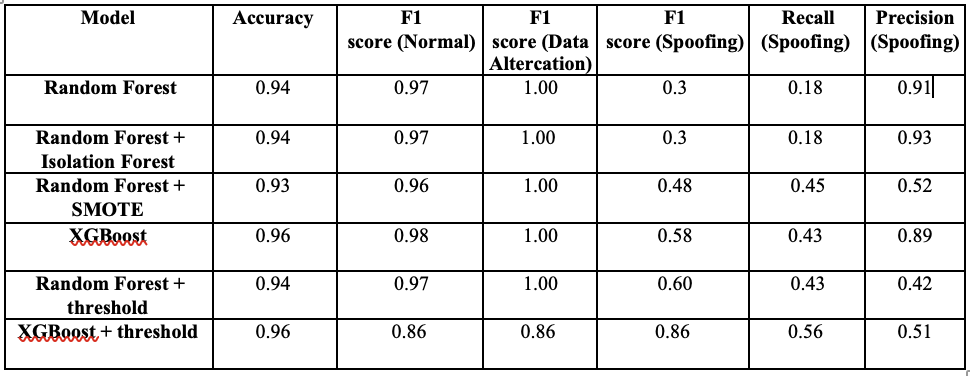 Model Accuracy F1 score (Normal) F1 score (Data Altercation) F1 score (Spoofing) Recall (Spoofing) Precision (Spoofing)
Random Forest 0.94 0.97 1.00 0.3 0.18 0.91
Random Forest + Isolation Forest 0.94 0.97 1.00 0.3 0.18 0.93
Random Forest + SMOTE 0.93 0.96 1.00 0.48 0.45 0.52
XGBoost 0.96 0.98 1.00 0.58 0.43 0.89
Random Forest + threshold 0.94 0.97 1.00 0.60 0.43 0.42
XGBoost + threshold 0.96 0.86 0.86 0.86 0.56 0.51